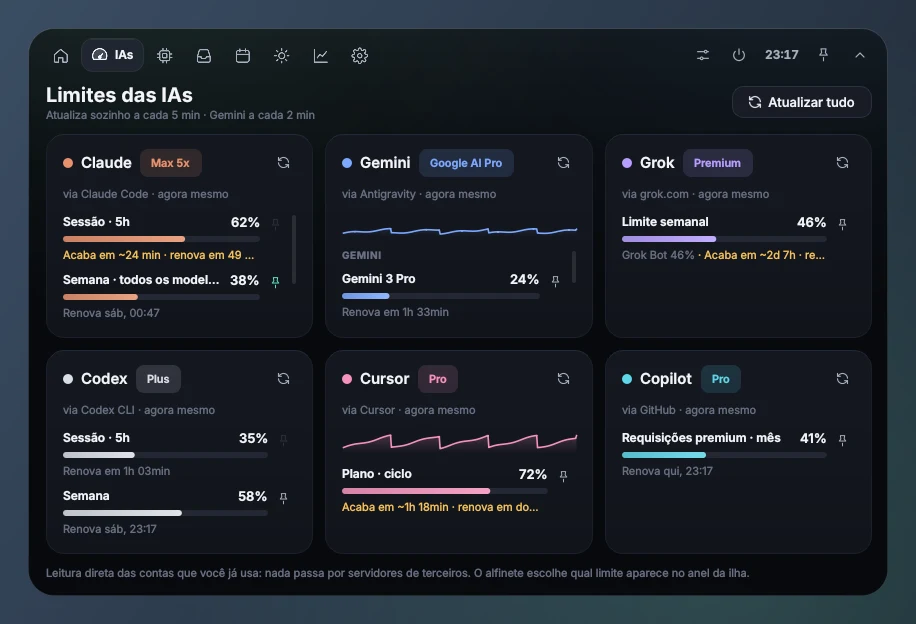 IAs
23:17
Limites das IAs
Atualiza sozinho a cada 5 min · Gemini a cada 2 min
Atualizar tudo
Claude
Max 5x
via Claude Code · agora mesmo
Sessão · 5h
62%
Acaba em ~24 min · renova em 49 ...
Semana · todos os model...
38%
Renova sáb, 00:47
Gemini
Google AI Pro
via Antigravity · agora mesmo
GEMINI
Gemini 3 Pro
24%
Renova em 1h 33min
Grok
Premium
via grok.com · agora mesmo
Limite semanal
46%
Grok Bot 46% · Acaba em ~2d 7h · re...
Codex
Plus
via Codex CLI · agora mesmo
Sessão · 5h
35%
Renova em 1h 03min
Semana
58%
Renova sáb, 23:17
Cursor
Pro
via Cursor · agora mesmo
Plano · ciclo
72%
Acaba em ~1h 18min · renova em do...
Copilot
Pro
via GitHub · agora mesmo
Requisições premium · mês
41%
Renova qui, 23:17
Leitura direta das contas que você já usa: nada passa por servidores de terceiros. O alfinete escolhe qual limite aparece no anel da ilha.